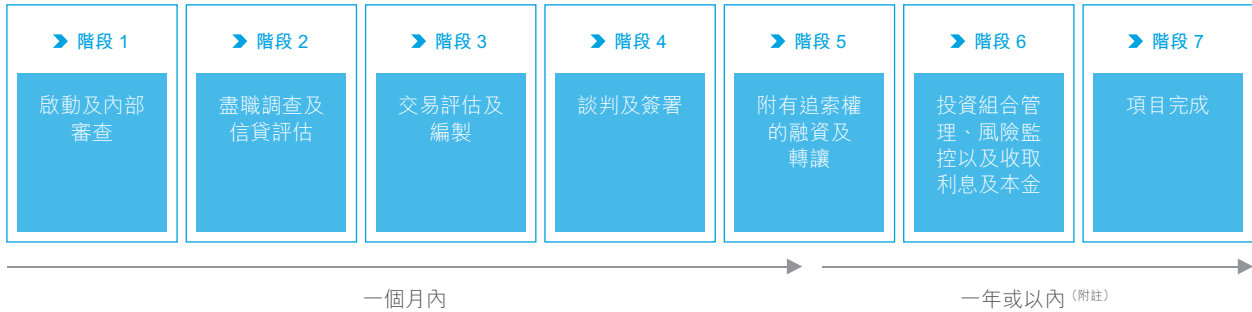 階段 1
啟動及內部
審查
階段 2
盡職調查及
信貸評估
階段 3
交易評估及
編製
階段 4
談判及簽署
階段 5
附有追索權
的融資及
轉讓
階段 6
投資組合管
理、風險監
控以及收取
利息及本金
階段 7
項目完成
一個月內
一年或以內（附註）